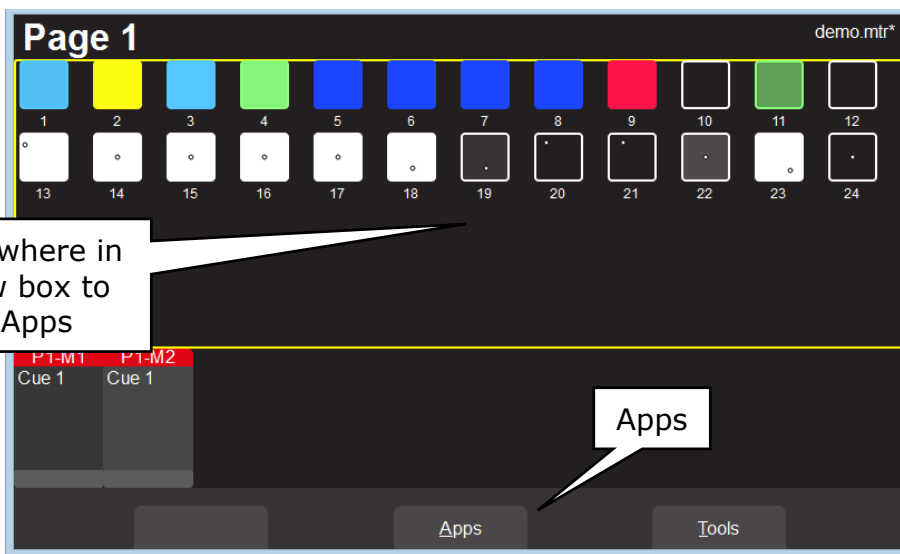 Page 1
demo.mtr*
1 2 3 4 5 6 7 8 9 10 11 12
13 14 15 16 17 18 19 20 21 22 23 24
where in
box to
Apps
P1-M1 P1-M2
Cue 1 Cue 1
Apps
Apps
Tools